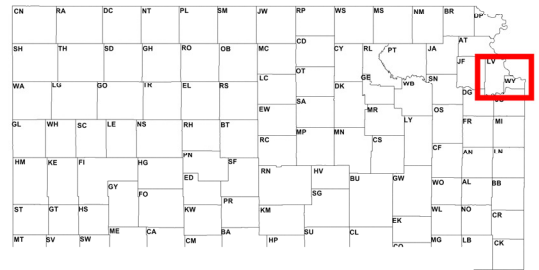 CN RA DC NT PL SM JW RP WS MS NM BR DP
AT
SH TH SD GH RO OB MC CD CY RL PT JA JF LV
WY
WA LG GO TR EL RS LC OT DK GE WB SN DG
EW SA MR LY OS FR MI
GL WH SC LE NS RH BT RC MP MN CS
HM KE FI HG PN SF RN HV CF AN LN
GY FO ED SG BU GW WO AL BB
ST GT HS KW PR KM EK WL NO CR
MT SV SW ME CA CM BA HP SU CL MG LB CK